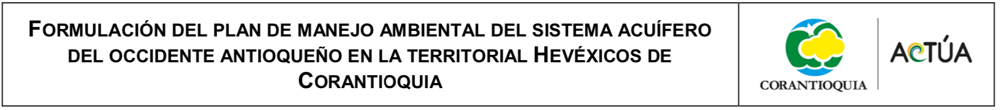 FORMULACIÓN DEL PLAN DE MANEJO AMBIENTAL DEL SISTEMA ACUÍFERO
DEL OCCIDENTE ANTIOQUEÑO EN LA TERRITORIAL HEVÉXICOS DE
CORANTIOQUIA
CORANTIOQUIA
ACTÚA